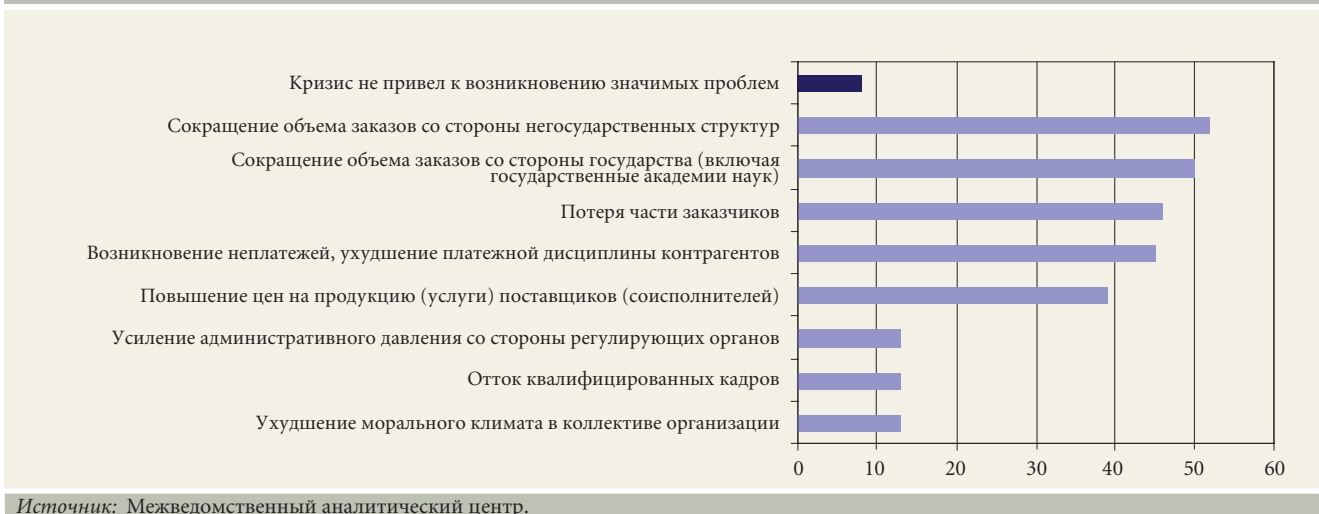 Кризис не привел к возникновению значимых проблем
Сокращение объема заказов со стороны негосударственных структур
Сокращение объема заказов со стороны государства (включая
государственные академии наук)
Потеря части заказчиков
Возникновение неплатежей, ухудшение платежной дисциплины контрагентов
Повышение цен на продукцию (услуги) поставщиков (соисполнителей)
Усиление административного давления со стороны регулирующих органов
Отток квалифицированных кадров
Ухудшение морального климата в коллективе организации
0 10 20 30 40 50 60
Источник: Межведомственный аналитический центр.